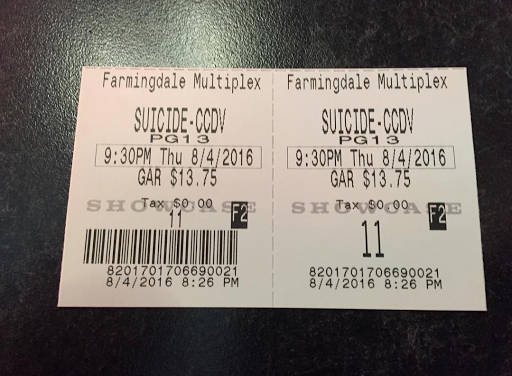 Farmingdale Multiplex
SUICIDE-CCDV
PG13
9:30PM Thu 8/4/2016
GAR $13.75
SHOWCASE
Tax $0.00
11
F2
8201701706690021
8/4/2016 8:26 PM
Farmingdale Multiplex
SUICIDE-CCDV
PG13
9:30PM Thu 8/4/2016
GAR $13.75
SHOWCASE
Tax $0.00
F2
11
8201701706690021
8/4/2016 8:26 PM